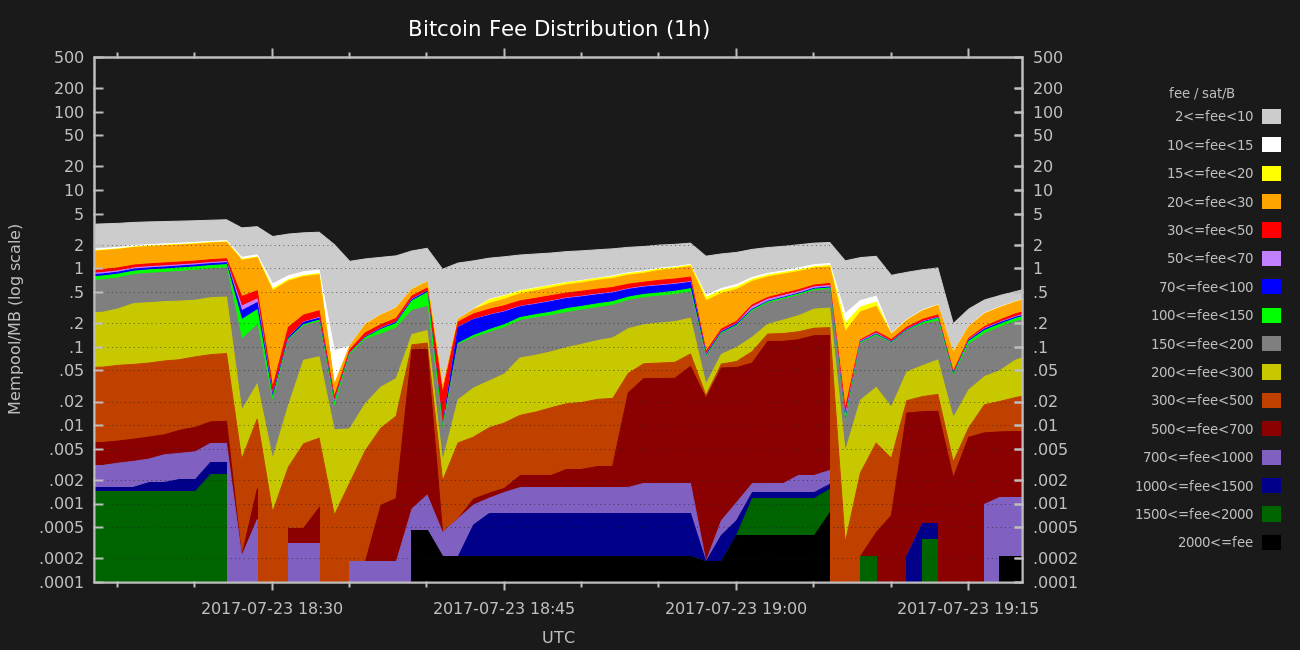 Bitcoin Fee Distribution (1h)
Mempool/MB (log scale)
500
200
100
50
20
10
5
2
1
.5
.2
.1
.05
.02
.01
.005
.002
.001
.0005
.0002
.0001
500
200
100
50
20
10
5
2
1
.5
.2
.1
.05
.02
.01
.005
.002
.001
.0005
.0002
.0001
2017-07-23 18:30
2017-07-23 18:45
2017-07-23 19:00
2017-07-23 19:15
UTC
fee / sat/B
2<=fee<10
10<=fee<15
15<=fee<20
20<=fee<30
30<=fee<50
50<=fee<70
70<=fee<100
100<=fee<150
150<=fee<200
200<=fee<300
300<=fee<500
500<=fee<700
700<=fee<1000
1000<=fee<1500
1500<=fee<2000
2000<=fee